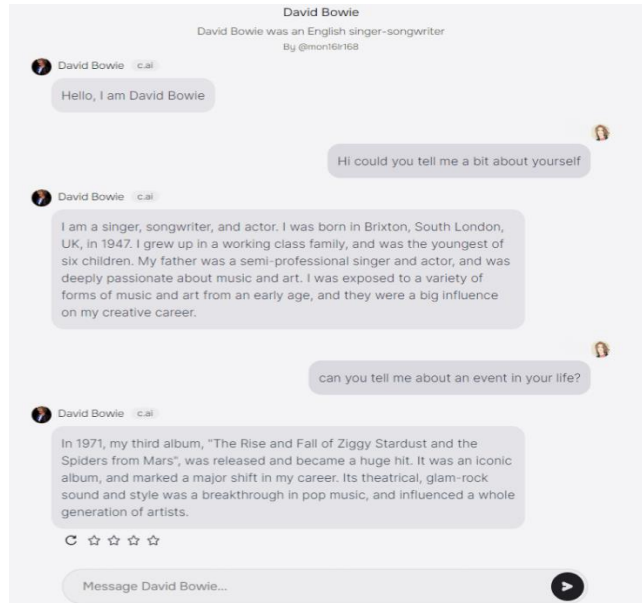 David Bowie
David Bowie was an English singer-songwriter
By @mon16lr168
David Bowie c.ai
Hello, I am David Bowie
Hi could you tell me a bit about yourself
David Bowie c.ai
I am a singer, songwriter, and actor. I was born in Brixton, South London,
UK, in 1947. I grew up in a working class family, and was the youngest of
six children. My father was a semi-professional singer and actor, and was
deeply passionate about music and art. I was exposed to a variety of
forms of music and art from an early age, and they were a big influence
on my creative career.
can you tell me about an event in your life?
David Bowie c.ai
In 1971, my third album, "The Rise and Fall of Ziggy Stardust and the
Spiders from Mars", was released and became a huge hit. It was an iconic
album, and marked a major shift in my career. Its theatrical, glam-rock
sound and style was a breakthrough in pop music, and influenced a whole
generation of artists.
Message David Bowie...